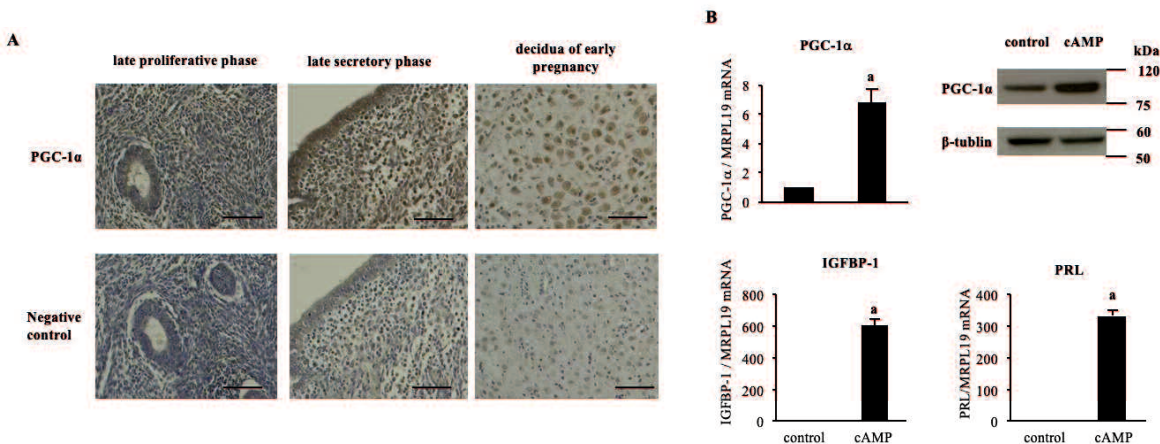 A
late proliferative phase
late secretory phase
decidua of early
pregnancy
PGC-1α
Negative
control
B
PGC-1α
PGC-1α / MRPL19 mRNA
8
6
4
2
0
a
control
cAMP
kDa
PGC-1α
120
75
β-tublin
60
50
IGFBP-1
IGFBP-1 / MRPL19 mRNA
800
600
400
200
0
a
control
cAMP
PRL
PRL/MRPL19 mRNA
400
300
200
100
0
a
control
cAMP